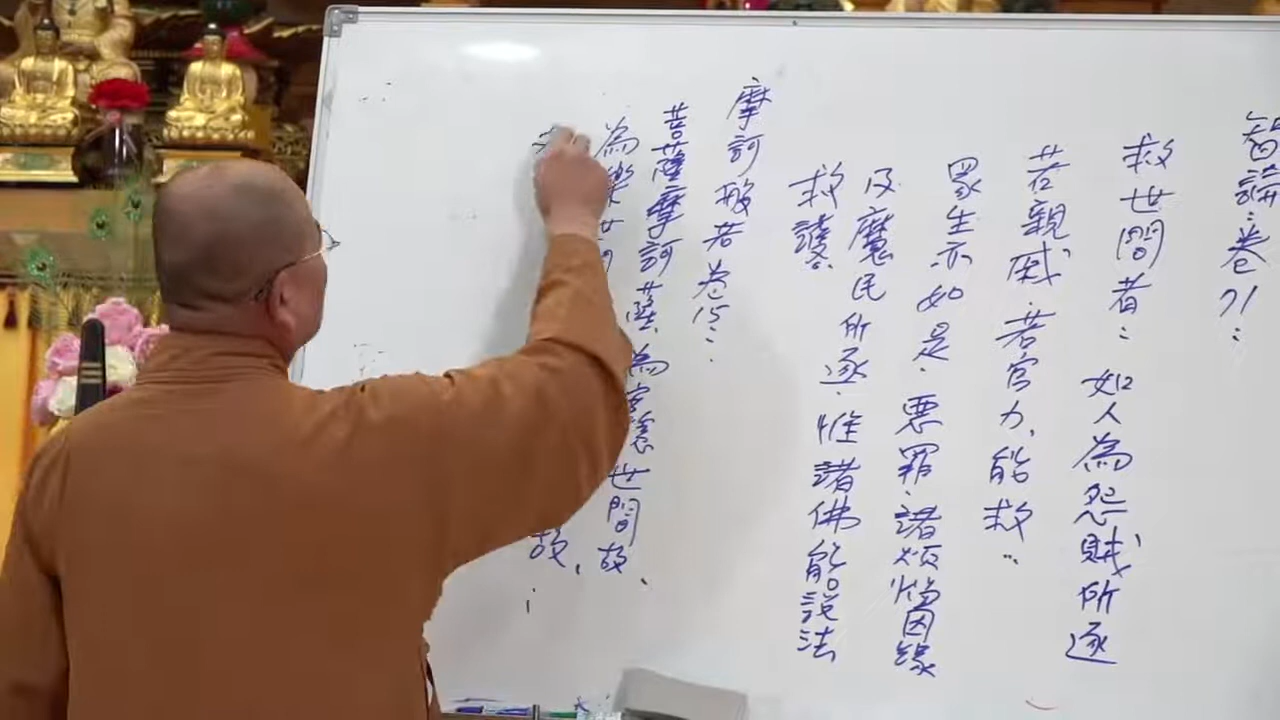 智論卷71:
救世間者:如人為怨賊所逐
若親戚、若官力、能救:
眾生亦如是、惡罪、諸煩惱因緣
及魔民所逐、惟諸佛能說法
救護。
摩訶般若卷15:
菩薩摩訶薩、為安隱世間故、
為樂世 故、